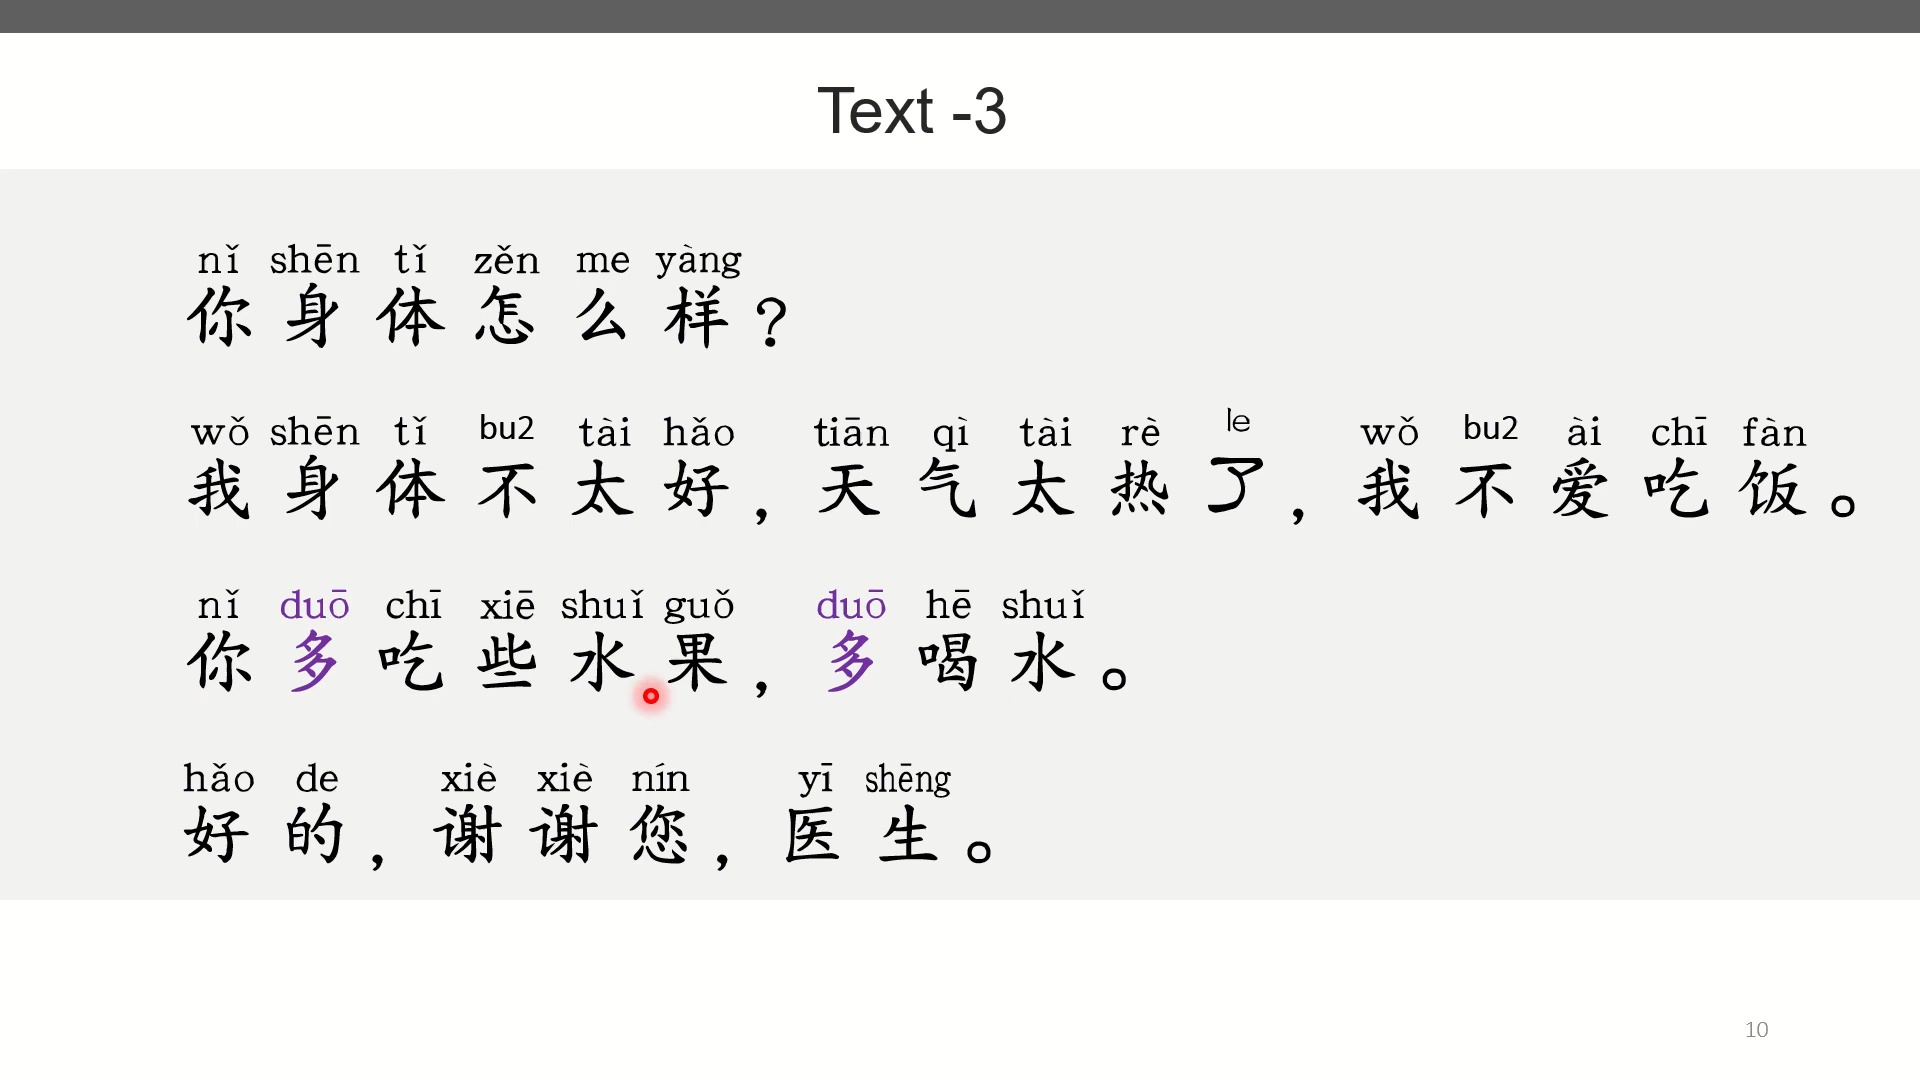 Text -3
nǐ shēn tǐ zěn me yàng
你身体怎么样？
wǒ shēn tǐ bu2 tài hǎo tiān qì tài rè le wǒ bu2 ài chī fàn
我身体不太好，天气太热了，我不爱吃饭。
nǐ duō chī xiē shuǐ guǒ duō hē shuǐ
你多吃些水果，多喝水。
hǎo de xiè xiè nín yī shēng
好的，谢谢您，医生。
10